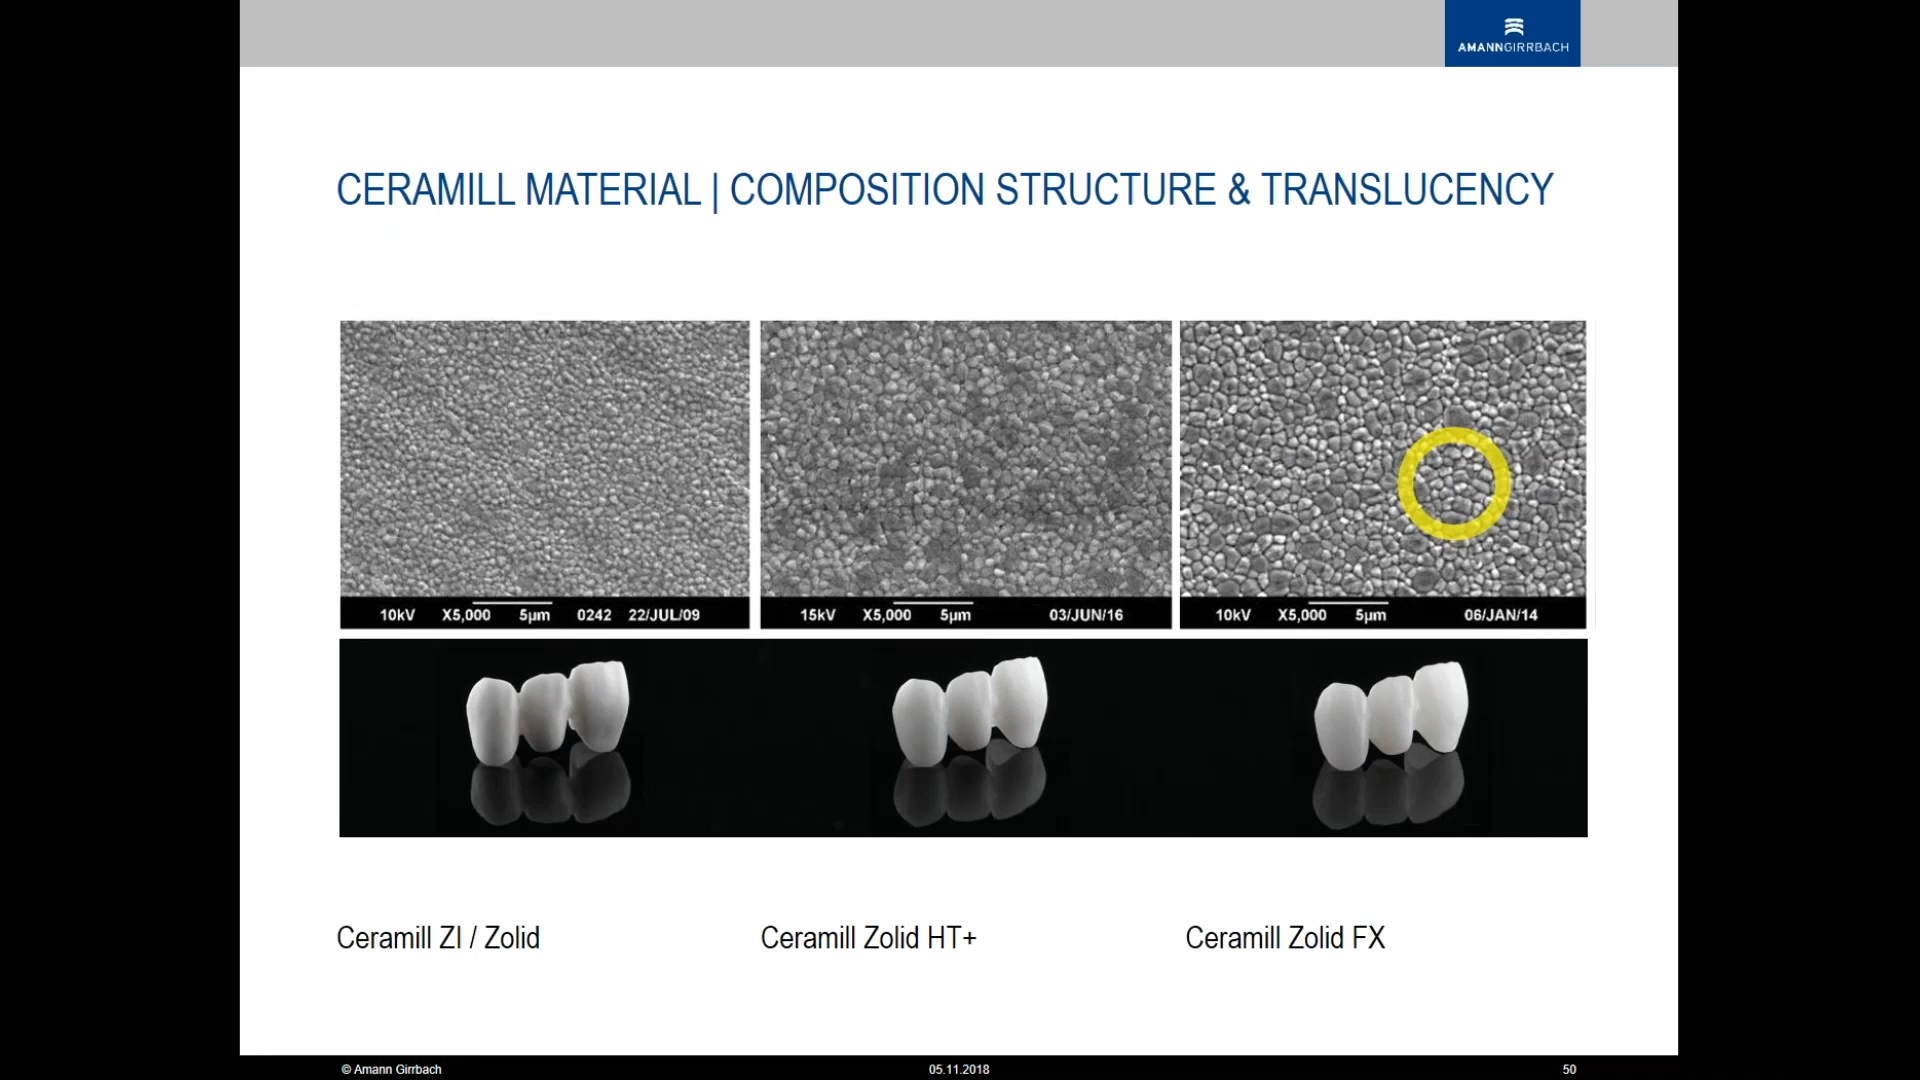 AMANNGIRRBACH
CERAMILL MATERIAL | COMPOSITION STRUCTURE & TRANSLUCENCY
10kV X5,000 5µm 0242 22/JUL/09
15kV X5,000 5µm 03/JUN/16
10kV X5,000 5µm 06/JAN/14
Ceramill ZI / Zolid
Ceramill Zolid HT+
Ceramill Zolid FX
© Amann Girrbach
05.11.2018
50